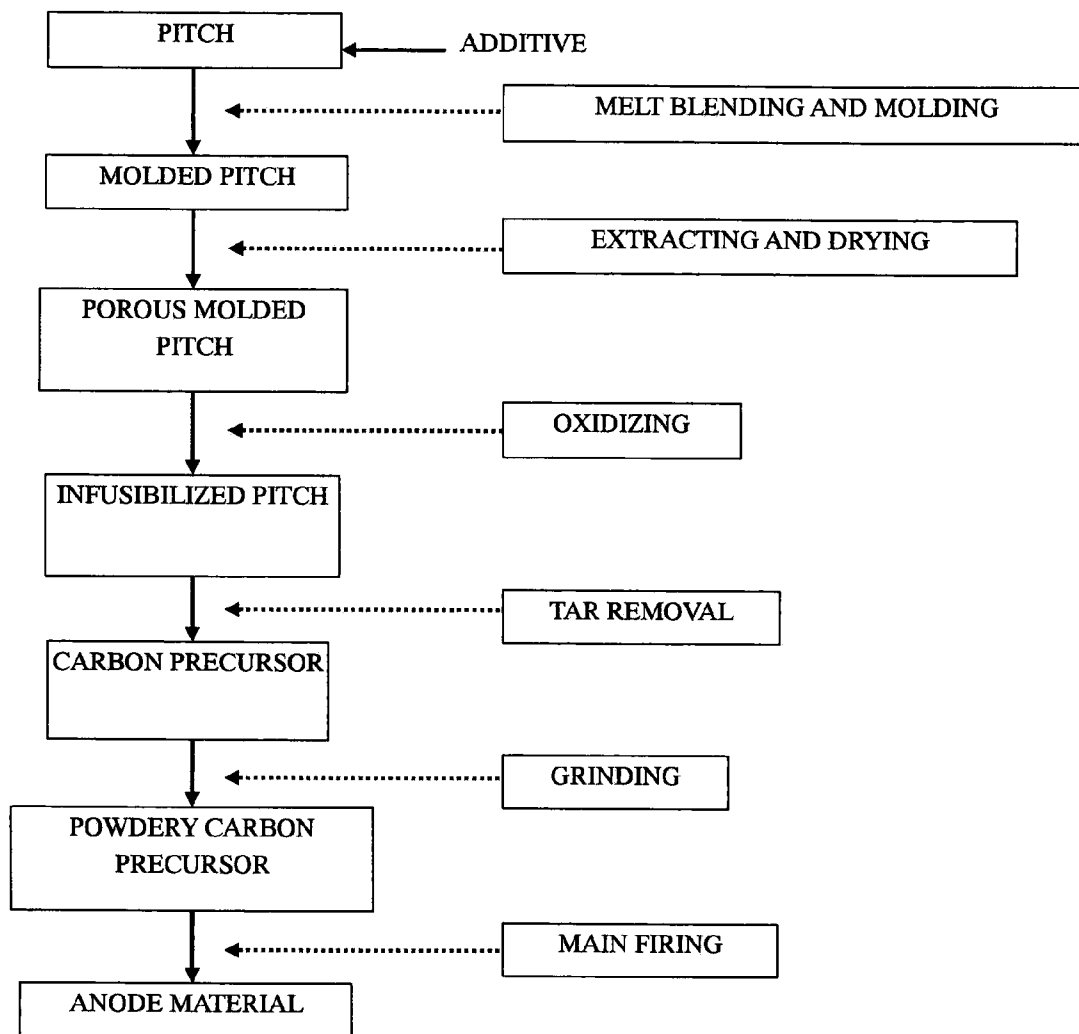 PITCH
ADDITIVE
MELT BLENDING AND MOLDING
MOLDED PITCH
EXTRACTING AND DRYING
POROUS MOLDED
PITCH
OXIDIZING
INFUSIBILIZED PITCH
TAR REMOVAL
CARBON PRECURSOR
GRINDING
POWDERY CARBON
PRECURSOR
MAIN FIRING
ANODE MATERIAL